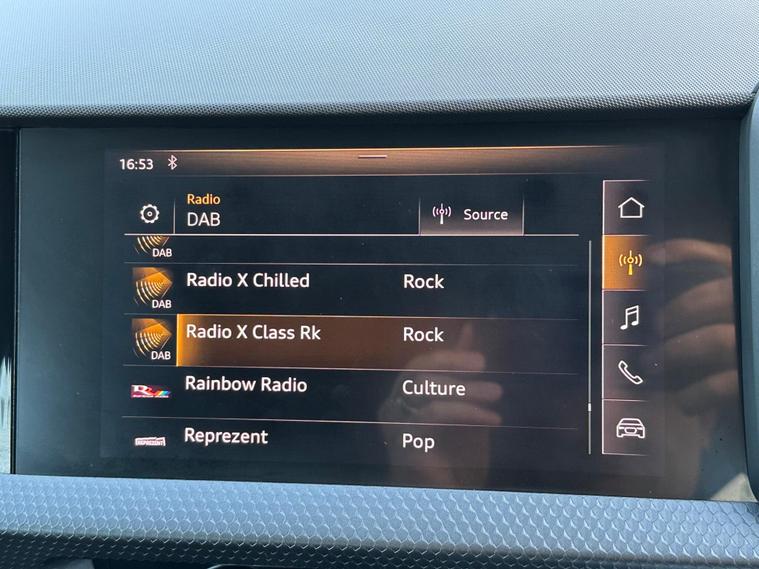 16:53
Radio
DAB
Source
DAB
Radio X Chilled Rock
DAB
Radio X Class Rk Rock
DAB
Rainbow Radio Culture
Reprezent Pop
REPREZENT